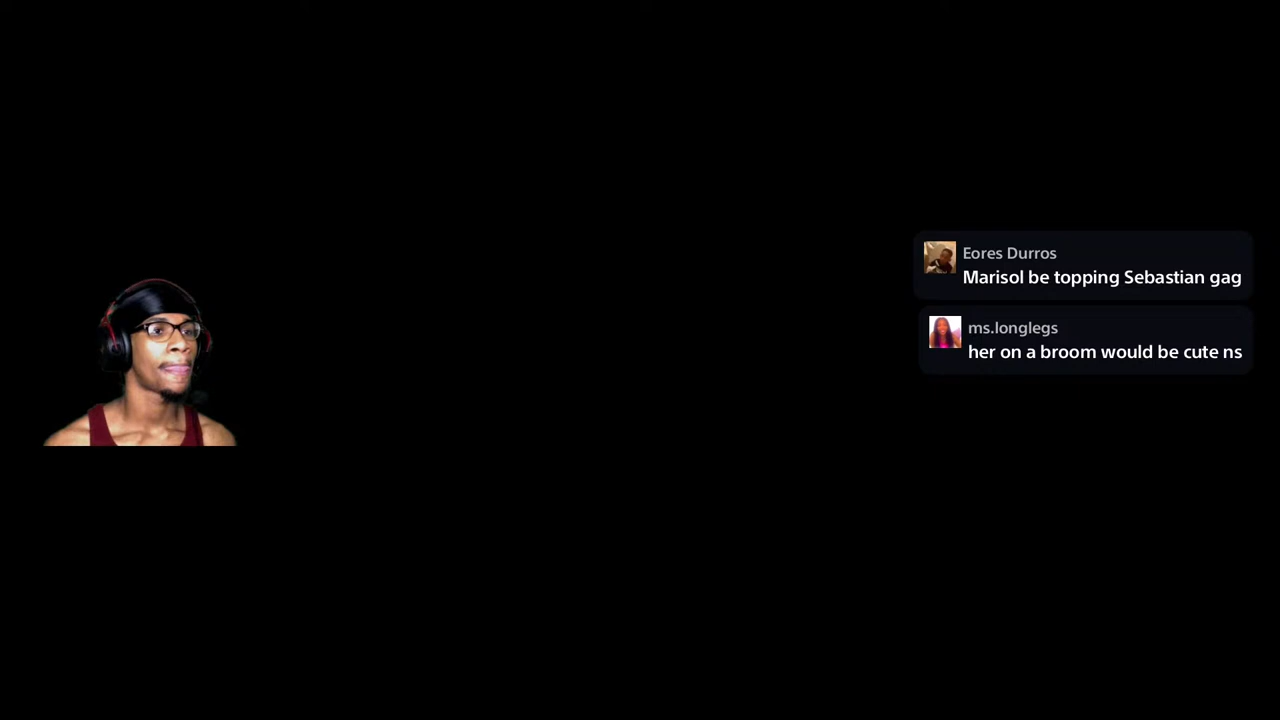 Eores Durros
Marisol be topping Sebastian gag
ms.longlegs
her on a broom would be cute ns